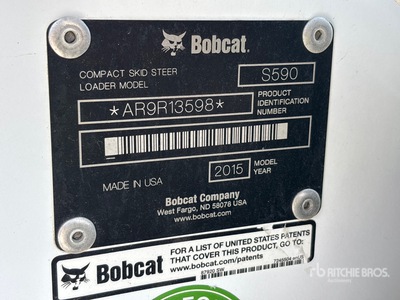 Bobcat.
COMPACT SKID STEER
LOADER MODEL
S590
*AR9R13598*
PRODUCT
IDENTIFICATION
NUMBER
MADE IN USA
2015
MODEL
YEAR
Bobcat Company
West Fargo, ND 58078 USA
www.bobcat.com
Bobcat
FOR A LIST OF UNITED STATES PATENTS
THAT COVER THIS PRODUCT, GO TO:
www.bobcat.com/patents
rb RITCHIE BROS.